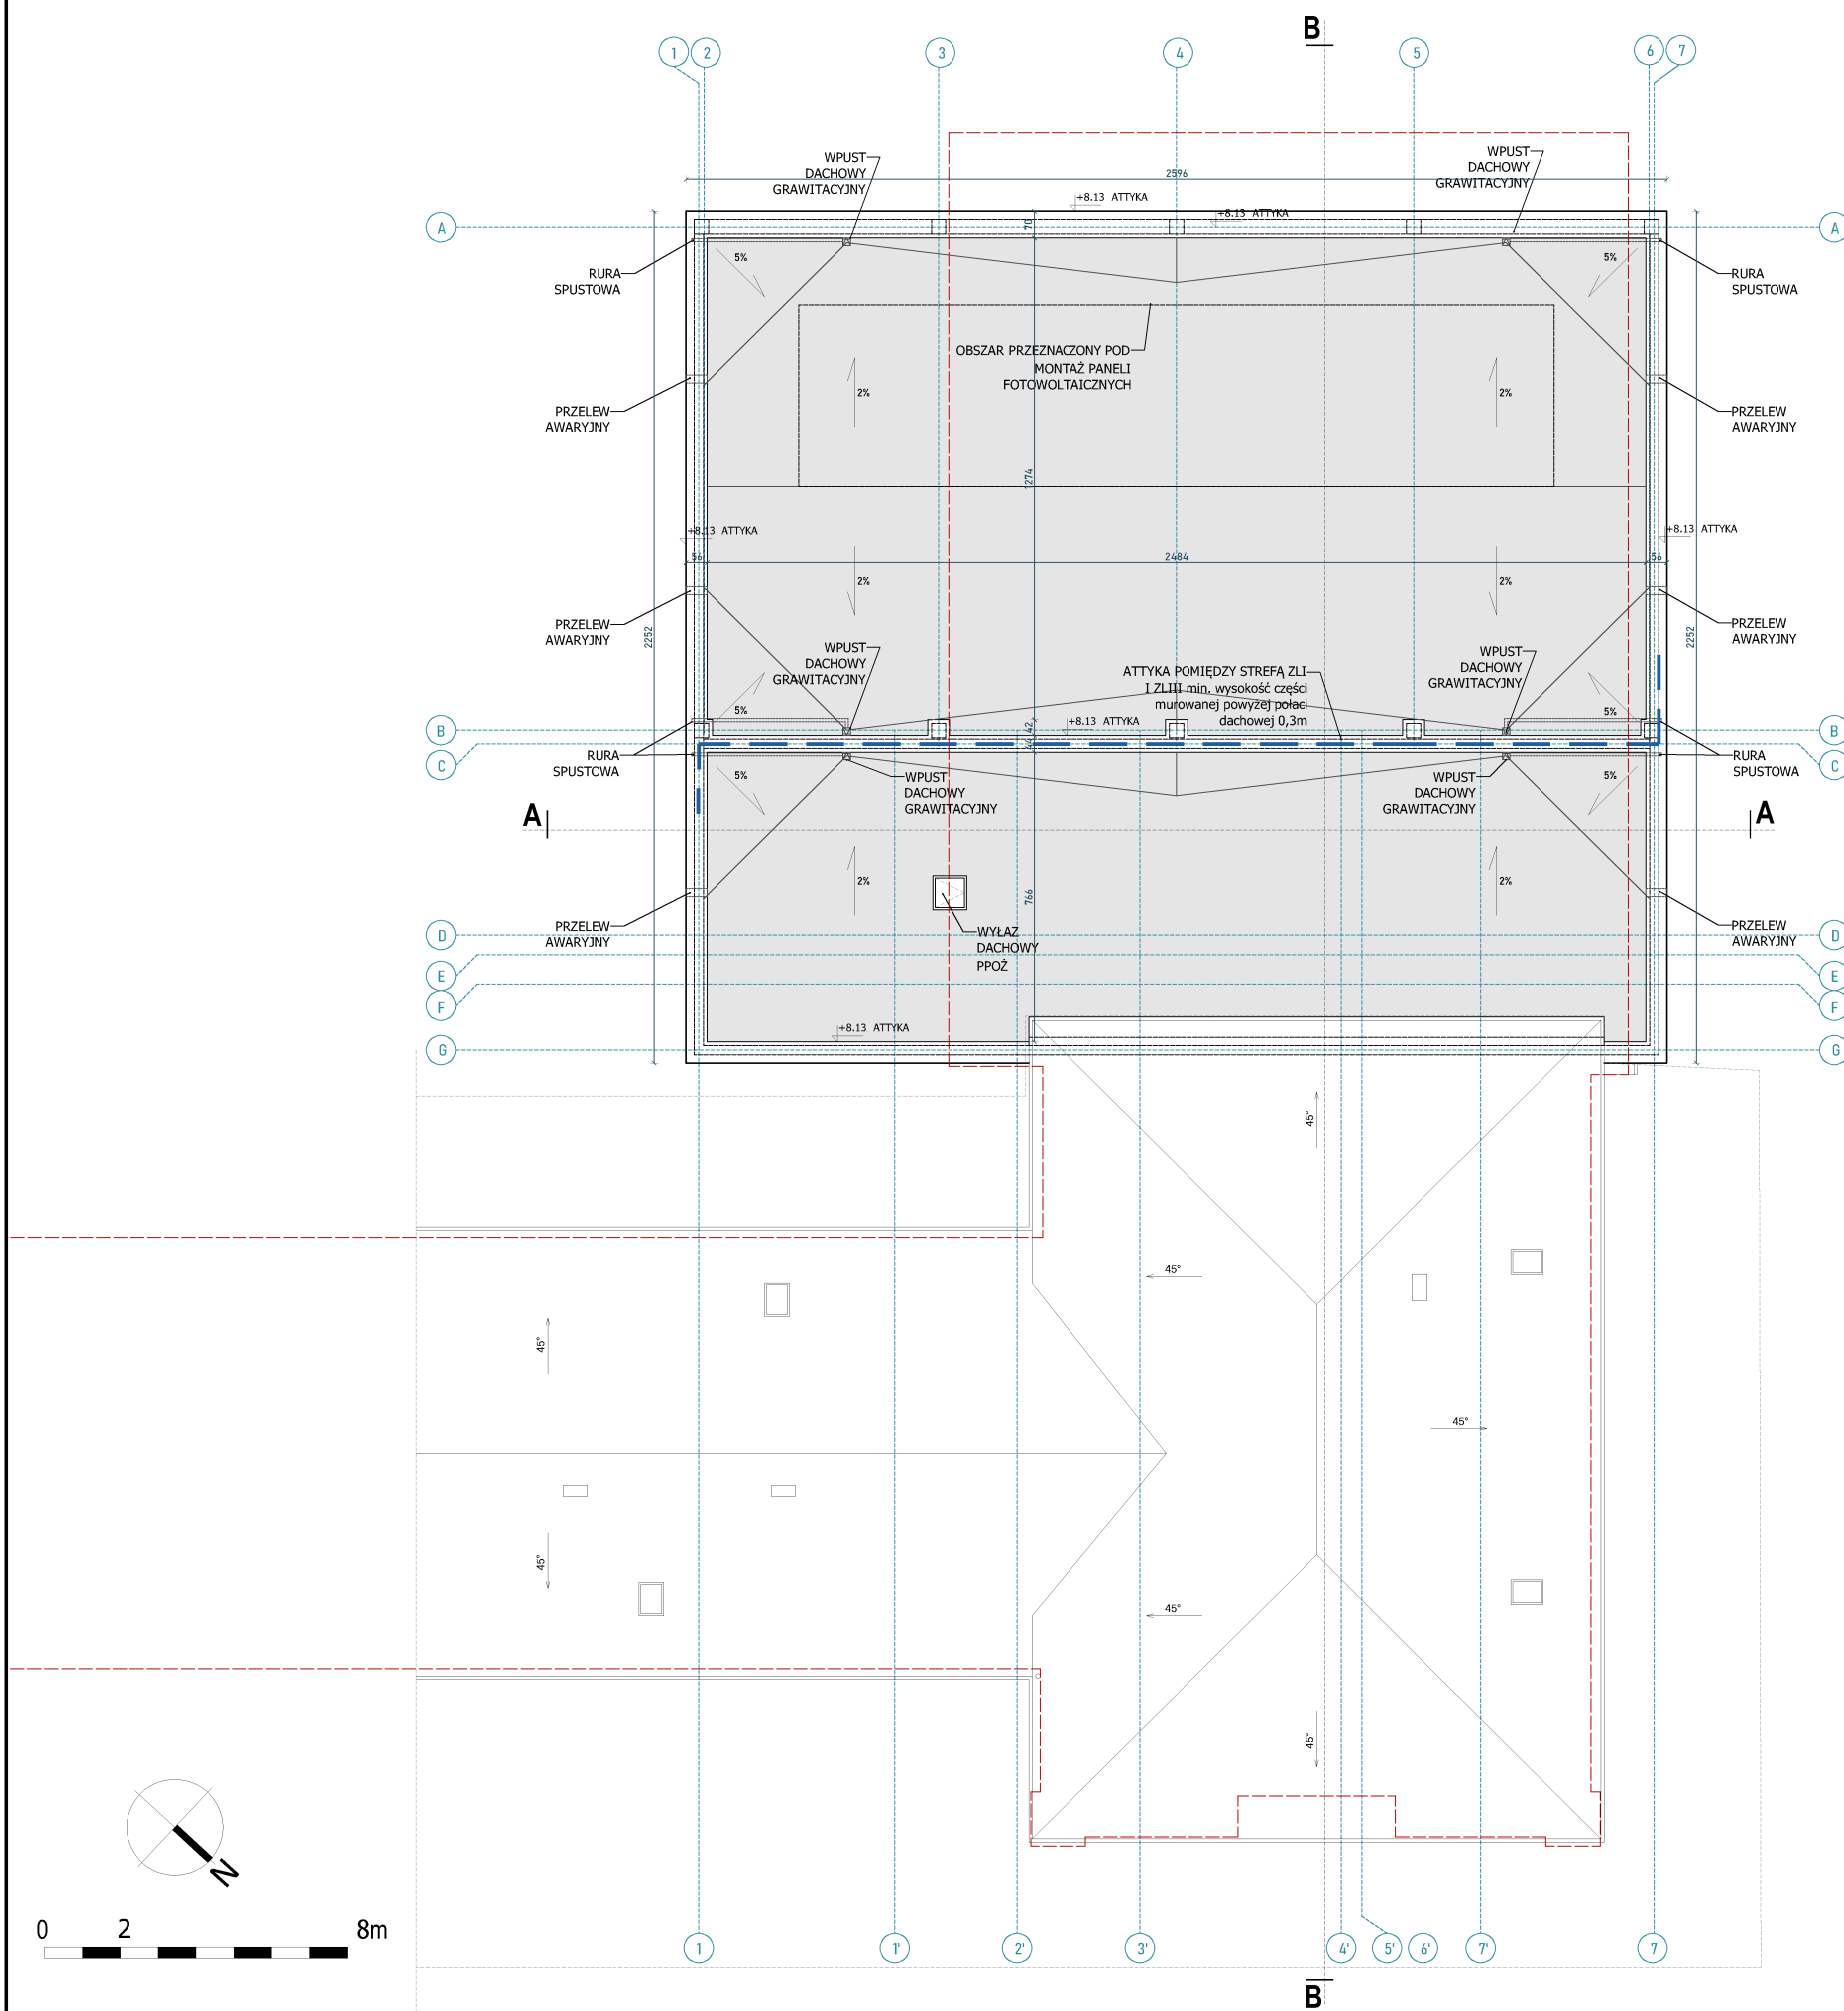 B
1 2 3 4 5 6 7
WPUST
DACHOWY
GRAWITACYJNY
WPUST
DACHOWY
GRAWITACYJNY
2596
+8.13 ATTYKA
+8.13 ATTYKA
A
70
A
5%
5%
RURA
SPUSTOWA
RURA
SPUSTOWA
OBSZAR PRZEZNACZONY POD
MONTAŻ PANELI
FOTOWOLTAICZNYCH
2%
2%
PRZELEW
AWARYJNY
PRZELEW
AWARYJNY
1274
+8.13 ATTYKA
+8.13 ATTYKA
56
2484
56
2%
2%
PRZELEW
AWARYJNY
PRZELEW
AWARYJNY
2252
2252
WPUST
DACHOWY
GRAWITACYJNY
ATTYKA POMIĘDZY STREFĄ ZLI
I ZLIII min. wysokość części
murowanej powyżej połaci
dachowej 0,3m
WPUST
DACHOWY
GRAWITACYJNY
5%
5%
+8.13 ATTYKA
42
44
B
B
C
C
RURA
SPUSTOWA
RURA
SPUSTOWA
5%
5%
WPUST
DACHOWY
GRAWITACYJNY
WPUST
DACHOWY
GRAWITACYJNY
A
A
2%
2%
766
PRZELEW
AWARYJNY
PRZELEW
AWARYJNY
WYŁAZ
DACHOWY
PPOŻ
D
D
E
E
F
F
+8.13 ATTYKA
G
G
45°
45°
45°
45°
45°
45°
45°
N
0 2 8m
1 1' 2' 3' 4' 5' 6' 7' 7
B